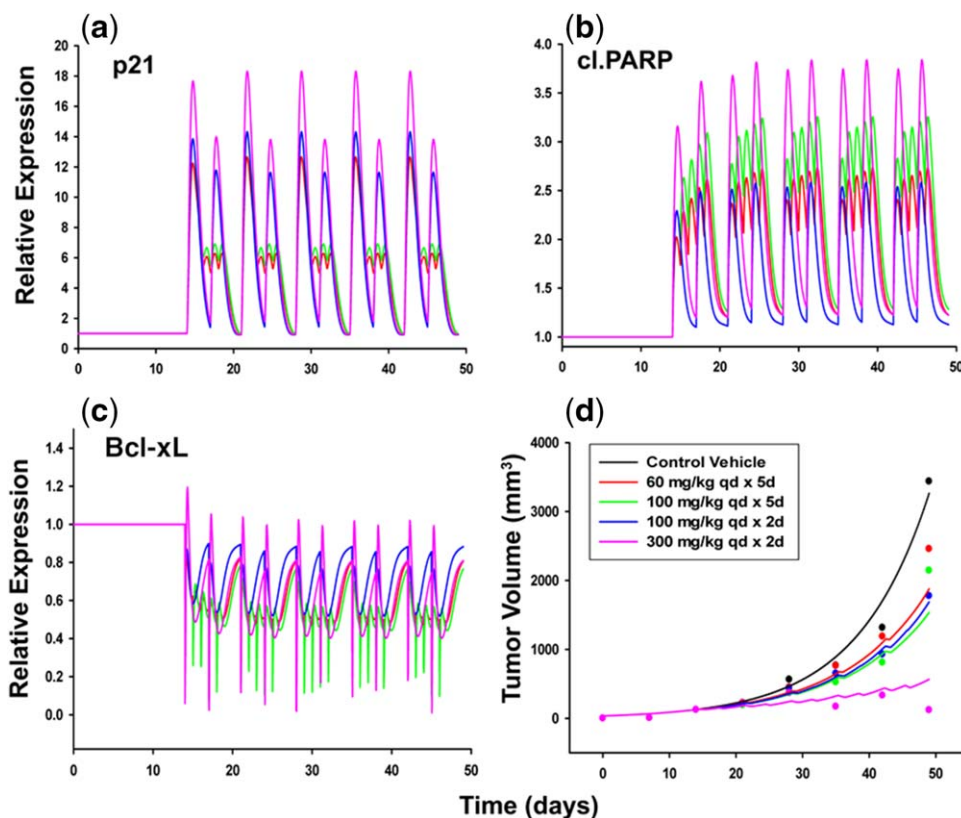 (a)
p21
Relative Expression
20
18
16
14
12
10
8
6
4
2
0
0 10 20 30 40 50
(b)
cl.PARP
4.0
3.5
3.0
2.5
2.0
1.5
1.0
0 10 20 30 40 50
(c)
Bcl-xL
Relative Expression
1.4
1.2
1.0
0.8
0.6
0.4
0.2
0.0
0 10 20 30 40 50
(d)
Tumor Volume (mm³)
4000
3000
2000
1000
0
Control Vehicle
60 mg/kg qd x 5d
100 mg/kg qd x 5d
100 mg/kg qd x 2d
300 mg/kg qd x 2d
0 10 20 30 40 50
Time (days)